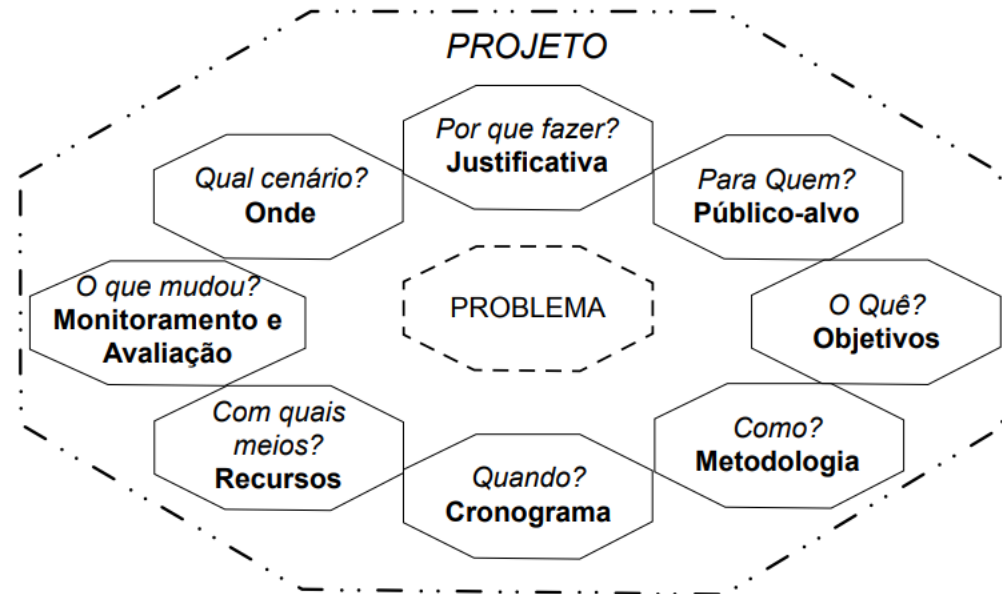 PROJETO
Por que fazer?
Justificativa
Qual cenário?
Onde
Para Quem?
Público-alvo
O que mudou?
Monitoramento e
Avaliação
PROBLEMA
O Quê?
Objetivos
Com quais
meios?
Recursos
Como?
Metodologia
Quando?
Cronograma